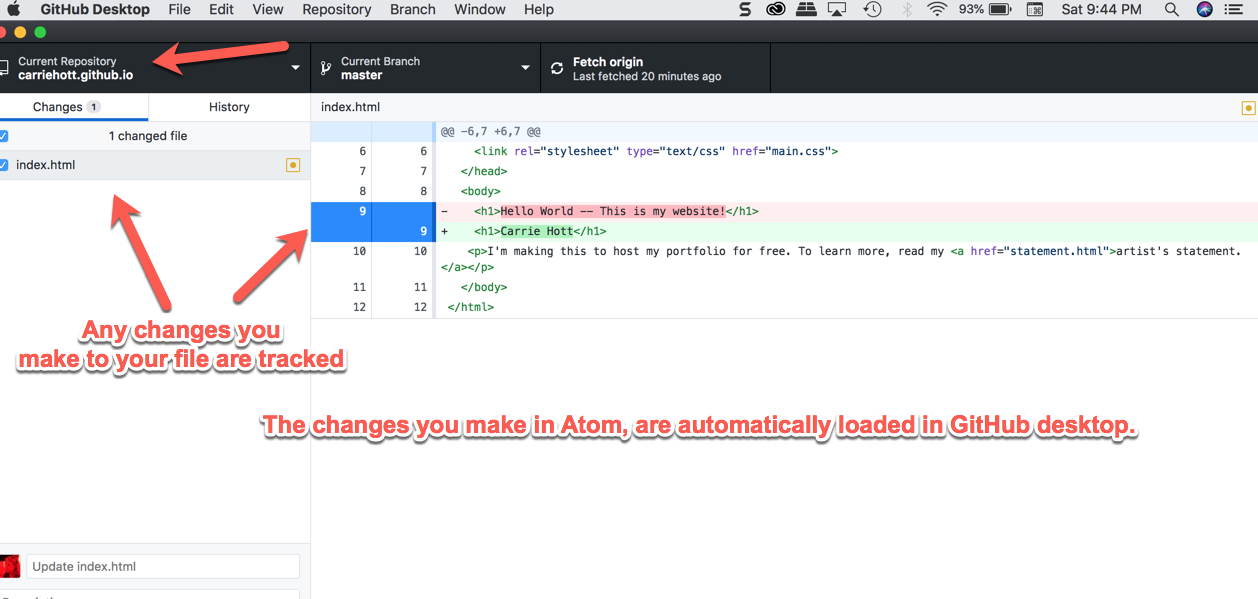 GitHub Desktop File Edit View Repository Branch Window Help 93% Sat 9:44 PM
Current Repository
carriehott.github.io
Current Branch
master
Fetch origin
Last fetched 20 minutes ago
Changes 1 History
index.html
1 changed file
index.html
@@ -6,7 +6,7 @@
6 6 <link rel="stylesheet" type="text/css" href="main.css">
7 7 </head>
8 8 <body>
9 - <h1>Hello World -- This is my website!</h1>
9 + <h1>Carrie Hott</h1>
10 10 <p>I'm making this to host my portfolio for free. To learn more, read my <a href="statement.html">artist's statement.
</a></p>
11 11 </body>
12 12 </html>
Any changes you
make to your file are tracked
The changes you make in Atom, are automatically loaded in GitHub desktop.
Update index.html